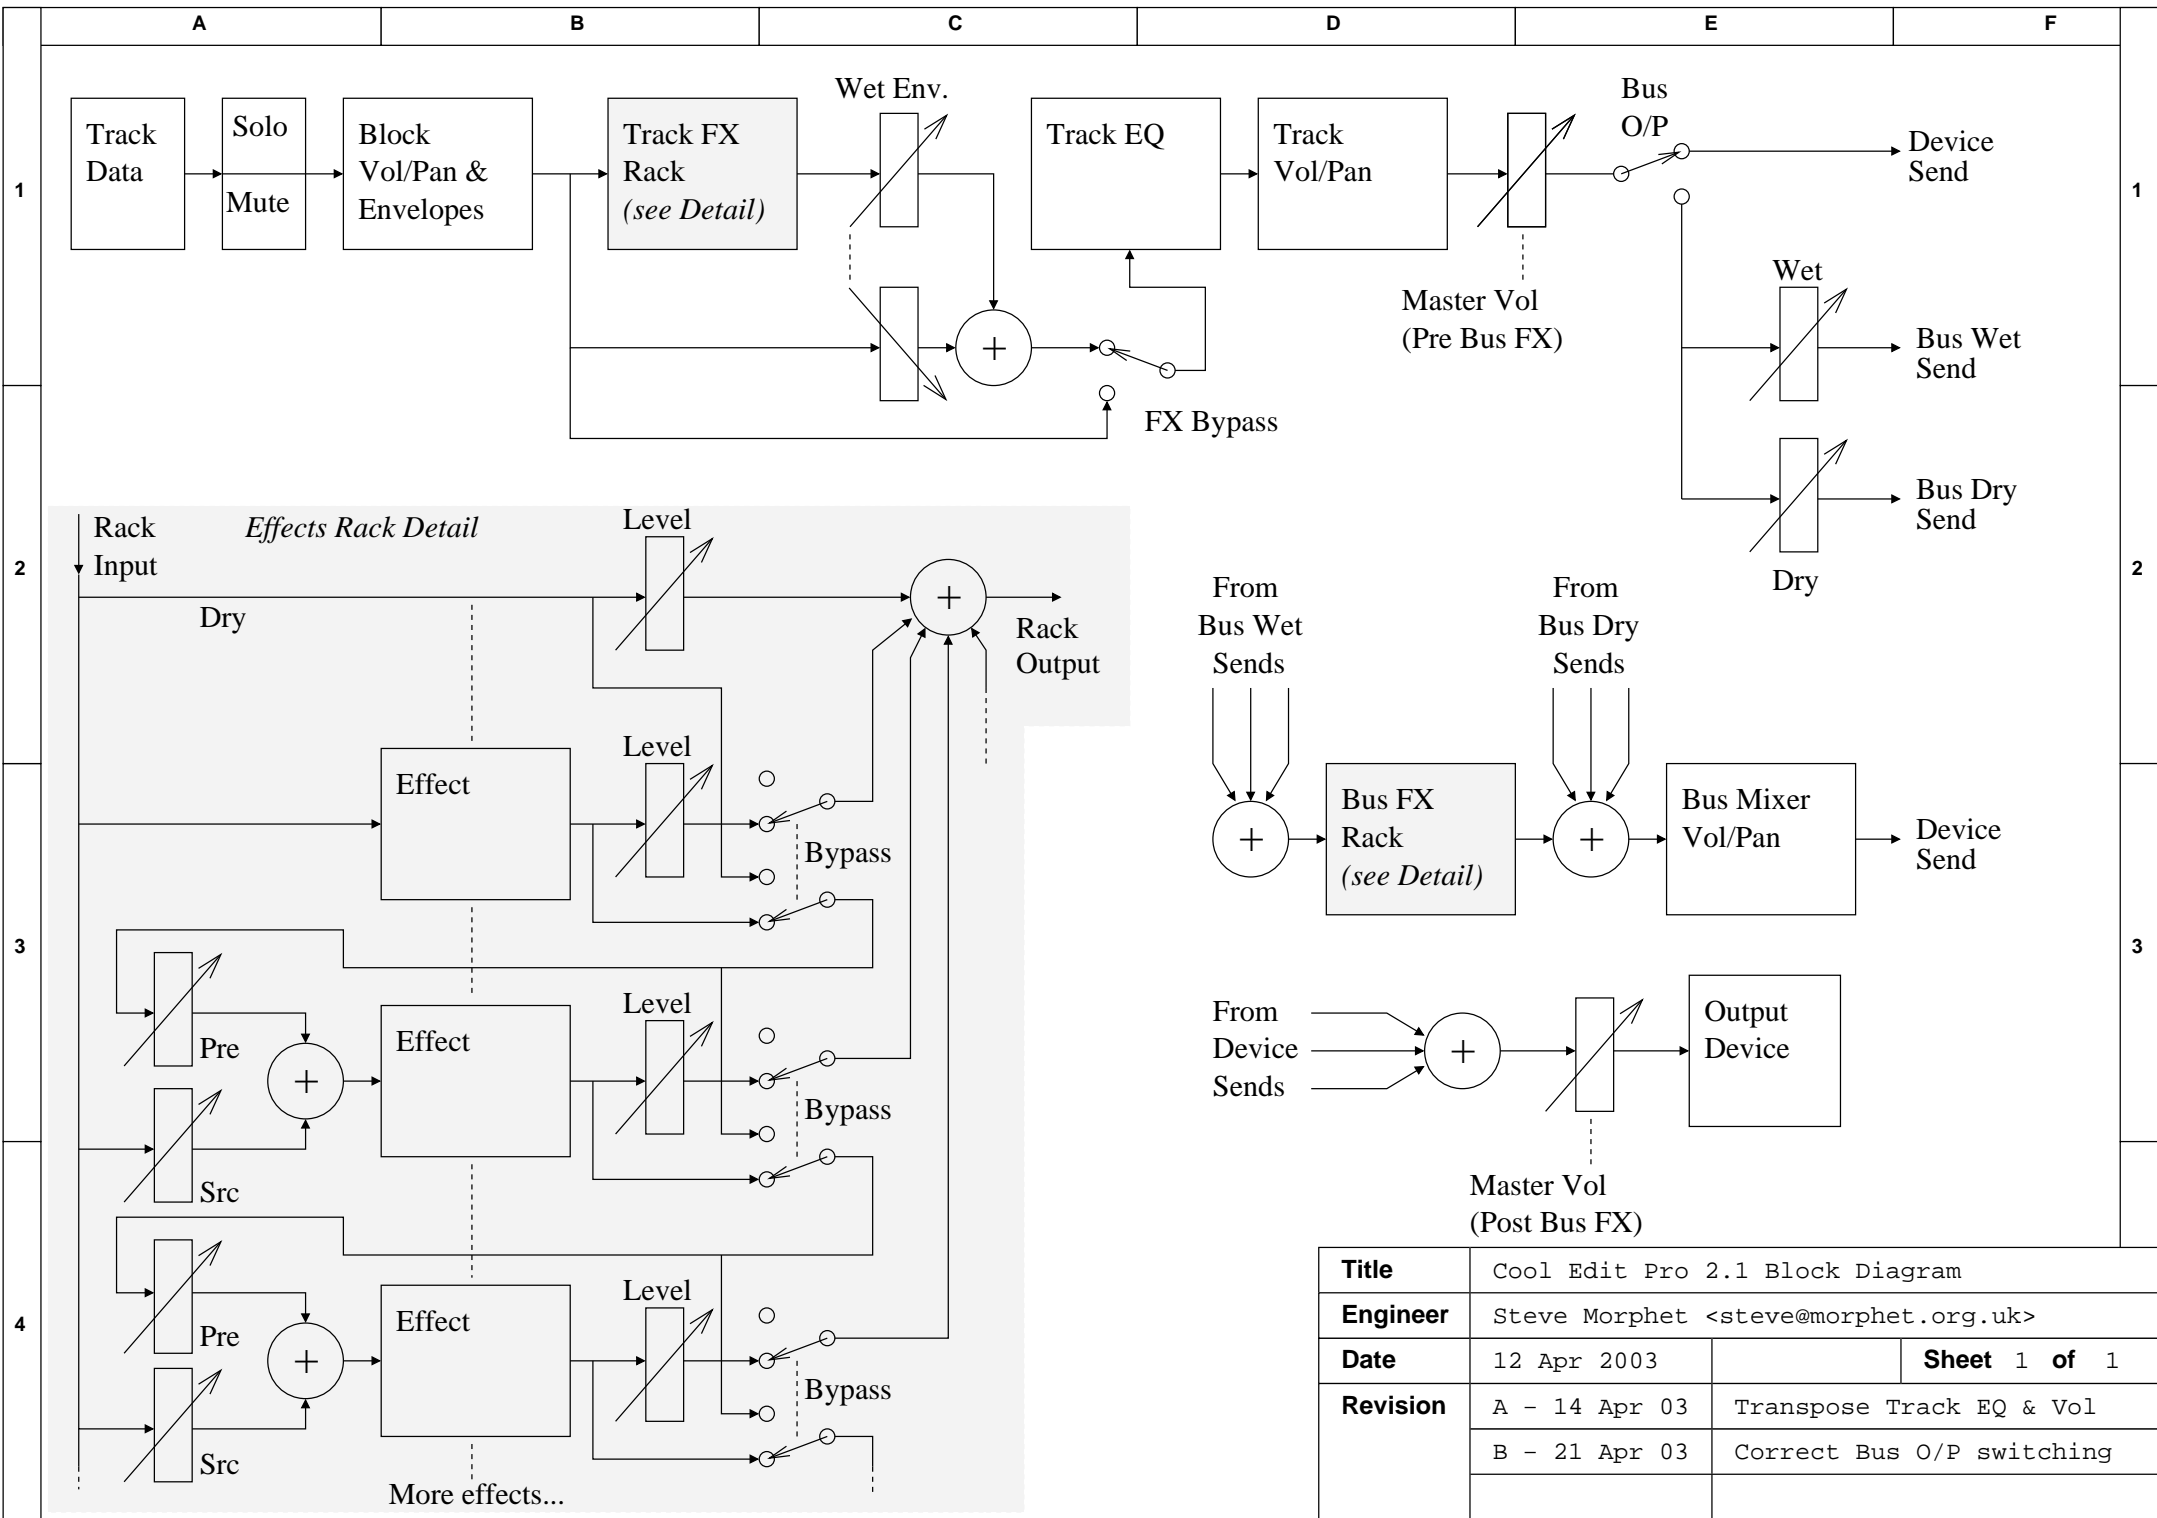 A B C D E F
1
1
2
2
3
3
4
Track
Data
Solo
Mute
Block
Vol/Pan &
Envelopes
Track FX
Rack
(see Detail)
Wet Env.
+
FX Bypass
Track EQ
Track
Vol/Pan
Master Vol
(Pre Bus FX)
Bus
O/P
Device
Send
Wet
Bus Wet
Send
Bus Dry
Send
Dry
Effects Rack Detail
Rack
Input
Dry
Level
+
Rack
Output
Effect
Level
Bypass
Pre
Src
+
Effect
Level
Bypass
Pre
Src
+
Effect
Level
Bypass
More effects...
From
Bus Wet
Sends
+
Bus FX
Rack
(see Detail)
From
Bus Dry
Sends
+
Bus Mixer
Vol/Pan
Device
Send
From
Device
Sends
+
Output
Device
Master Vol
(Post Bus FX)
Title Cool Edit Pro 2.1 Block Diagram
Engineer Steve Morphet <steve@morphet.org.uk>
Date 12 Apr 2003 Sheet 1 of 1
Revision A - 14 Apr 03 Transpose Track EQ & Vol
B - 21 Apr 03 Correct Bus O/P switching